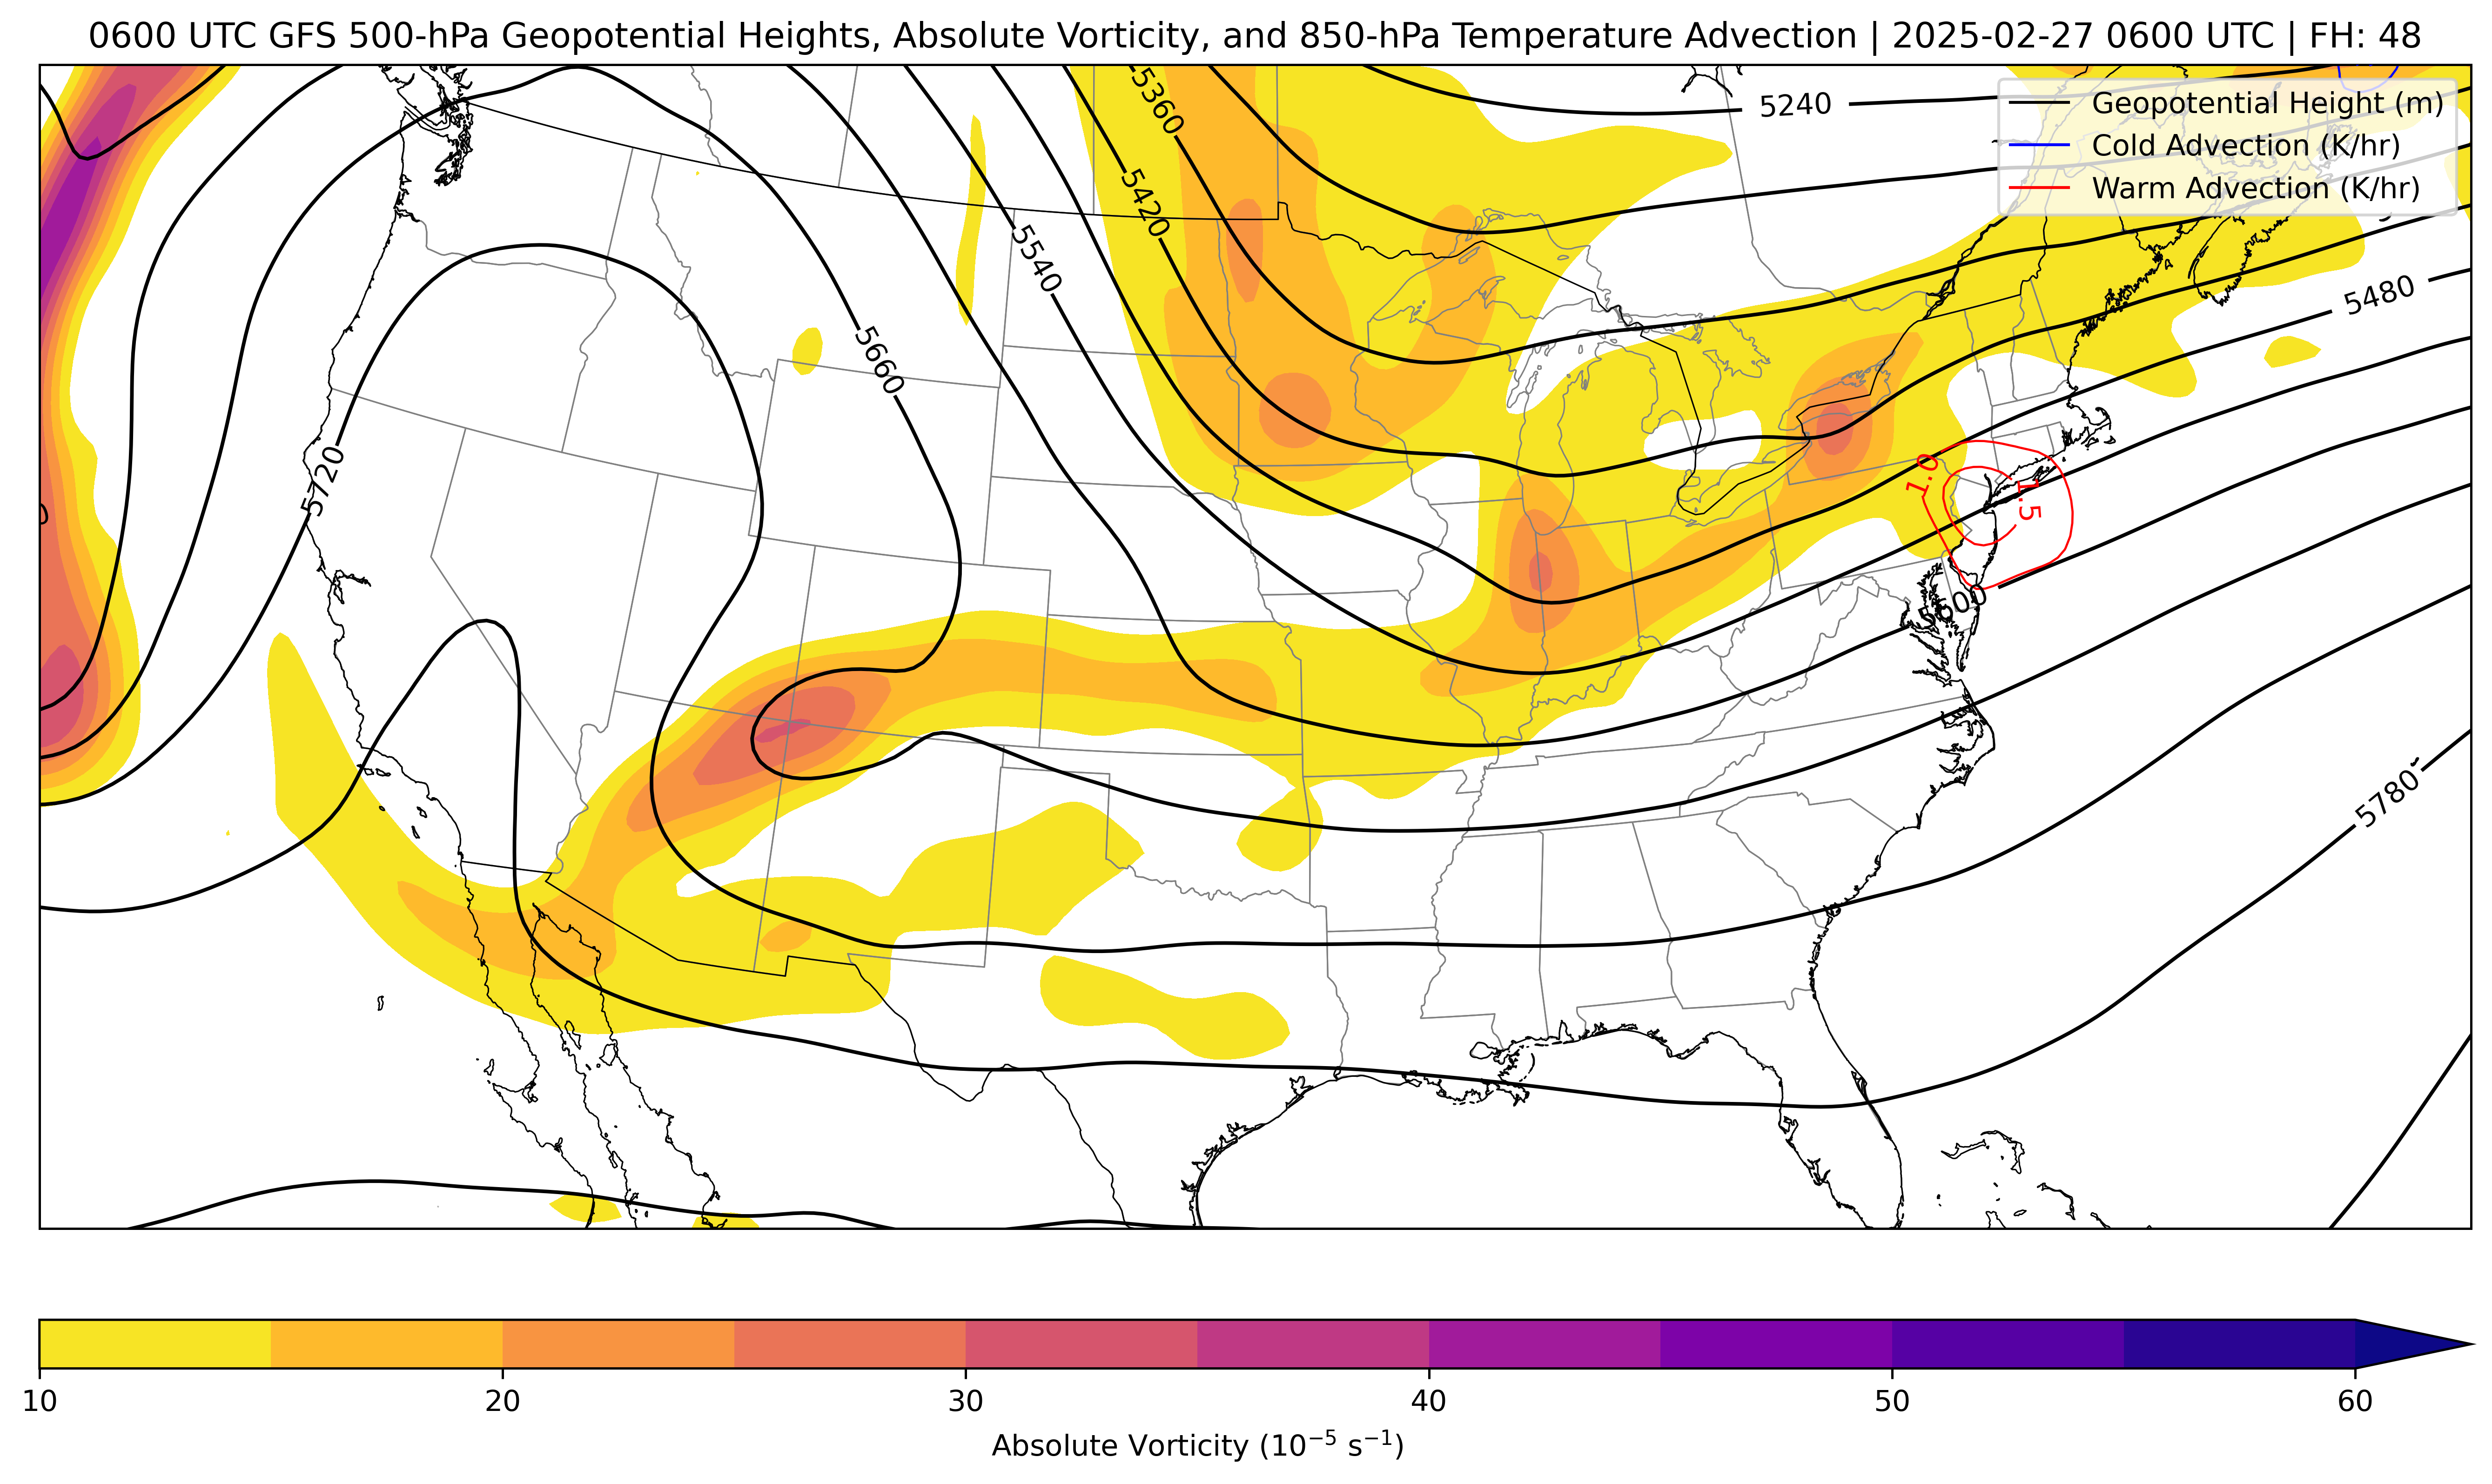 0600 UTC GFS 500-hPa Geopotential Heights, Absolute Vorticity, and 850-hPa Temperature Advection | 2025-02-27 0600 UTC | FH: 48
Geopotential Height (m)
Cold Advection (K/hr)
Warm Advection (K/hr)
5240
5360
5420
5540
5480
5660
5720
1.0
1.5
5600
5780
10 20 30 40 50 60
Absolute Vorticity (10⁻⁵ s⁻¹)